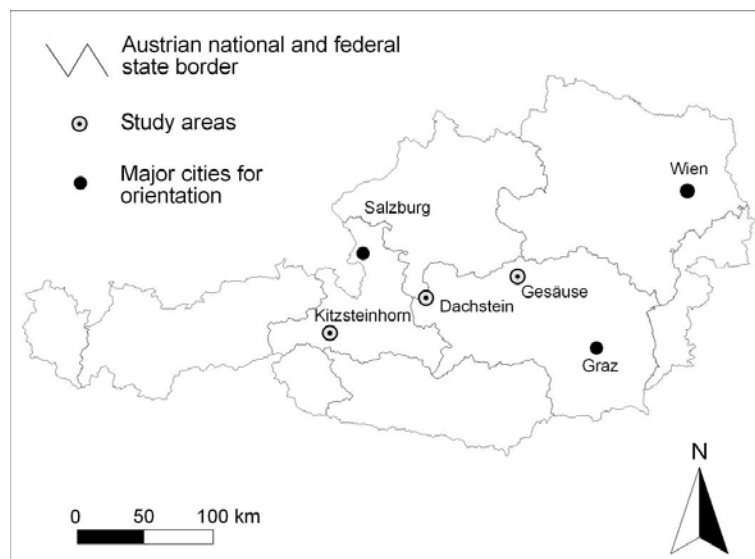 Austrian national and federal
state border
Study areas
Major cities for
orientation
Wien
Salzburg
Gesäuse
Dachstein
Kitzsteinhorn
Graz
N
0 50 100 km